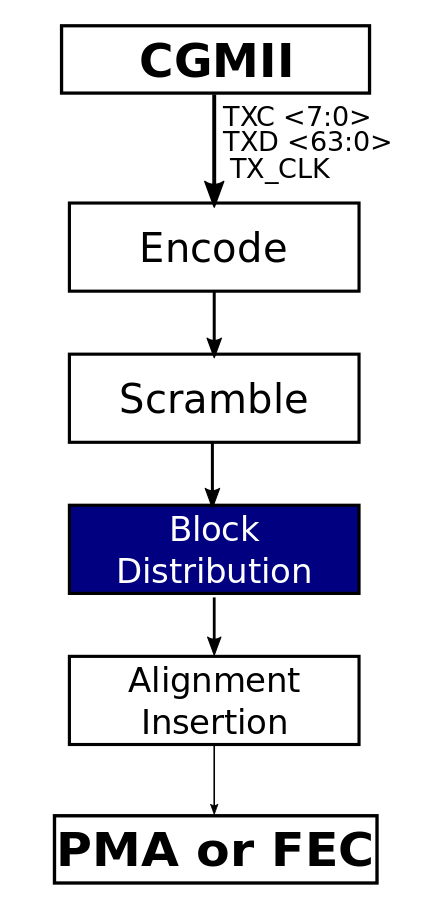 CGMII
TXC <7:0>
TXD <63:0>
TX_CLK
Encode
Scramble
Block
Distribution
Alignment
Insertion
PMA or FEC